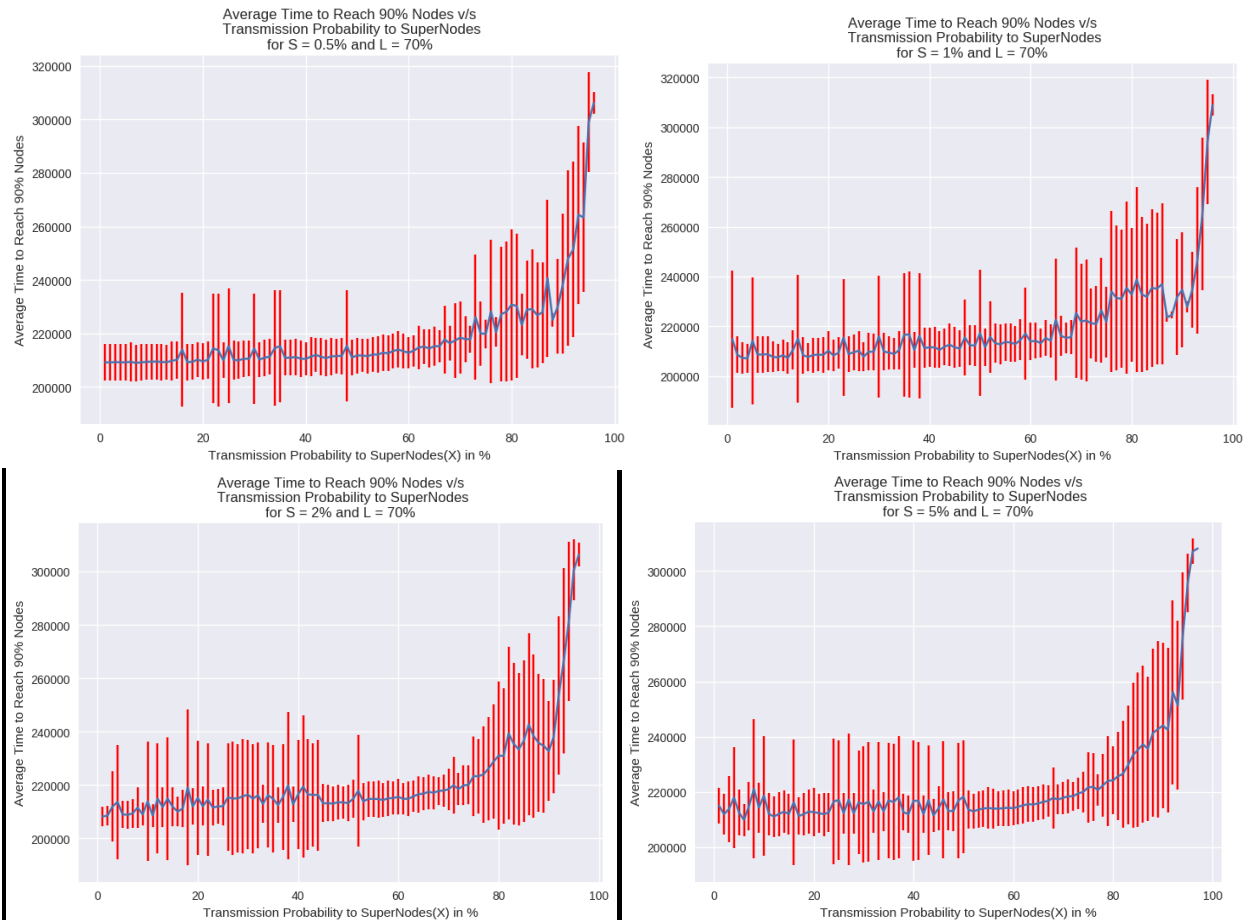 Average Time to Reach 90% Nodes v/s
Transmission Probability to SuperNodes
for S = 0.5% and L = 70%
Average Time to Reach 90% Nodes
320000
300000
280000
260000
240000
220000
200000
0 20 40 60 80 100
Transmission Probability to SuperNodes(X) in %
Average Time to Reach 90% Nodes v/s
Transmission Probability to SuperNodes
for S = 1% and L = 70%
Average Time to Reach 90% Nodes
320000
300000
280000
260000
240000
220000
200000
0 20 40 60 80 100
Transmission Probability to SuperNodes(X) in %
Average Time to Reach 90% Nodes v/s
Transmission Probability to SuperNodes
for S = 2% and L = 70%
Average Time to Reach 90% Nodes
300000
280000
260000
240000
220000
200000
0 20 40 60 80 100
Transmission Probability to SuperNodes(X) in %
Average Time to Reach 90% Nodes v/s
Transmission Probability to SuperNodes
for S = 5% and L = 70%
Average Time to Reach 90% Nodes
300000
280000
260000
240000
220000
200000
0 20 40 60 80 100
Transmission Probability to SuperNodes(X) in %